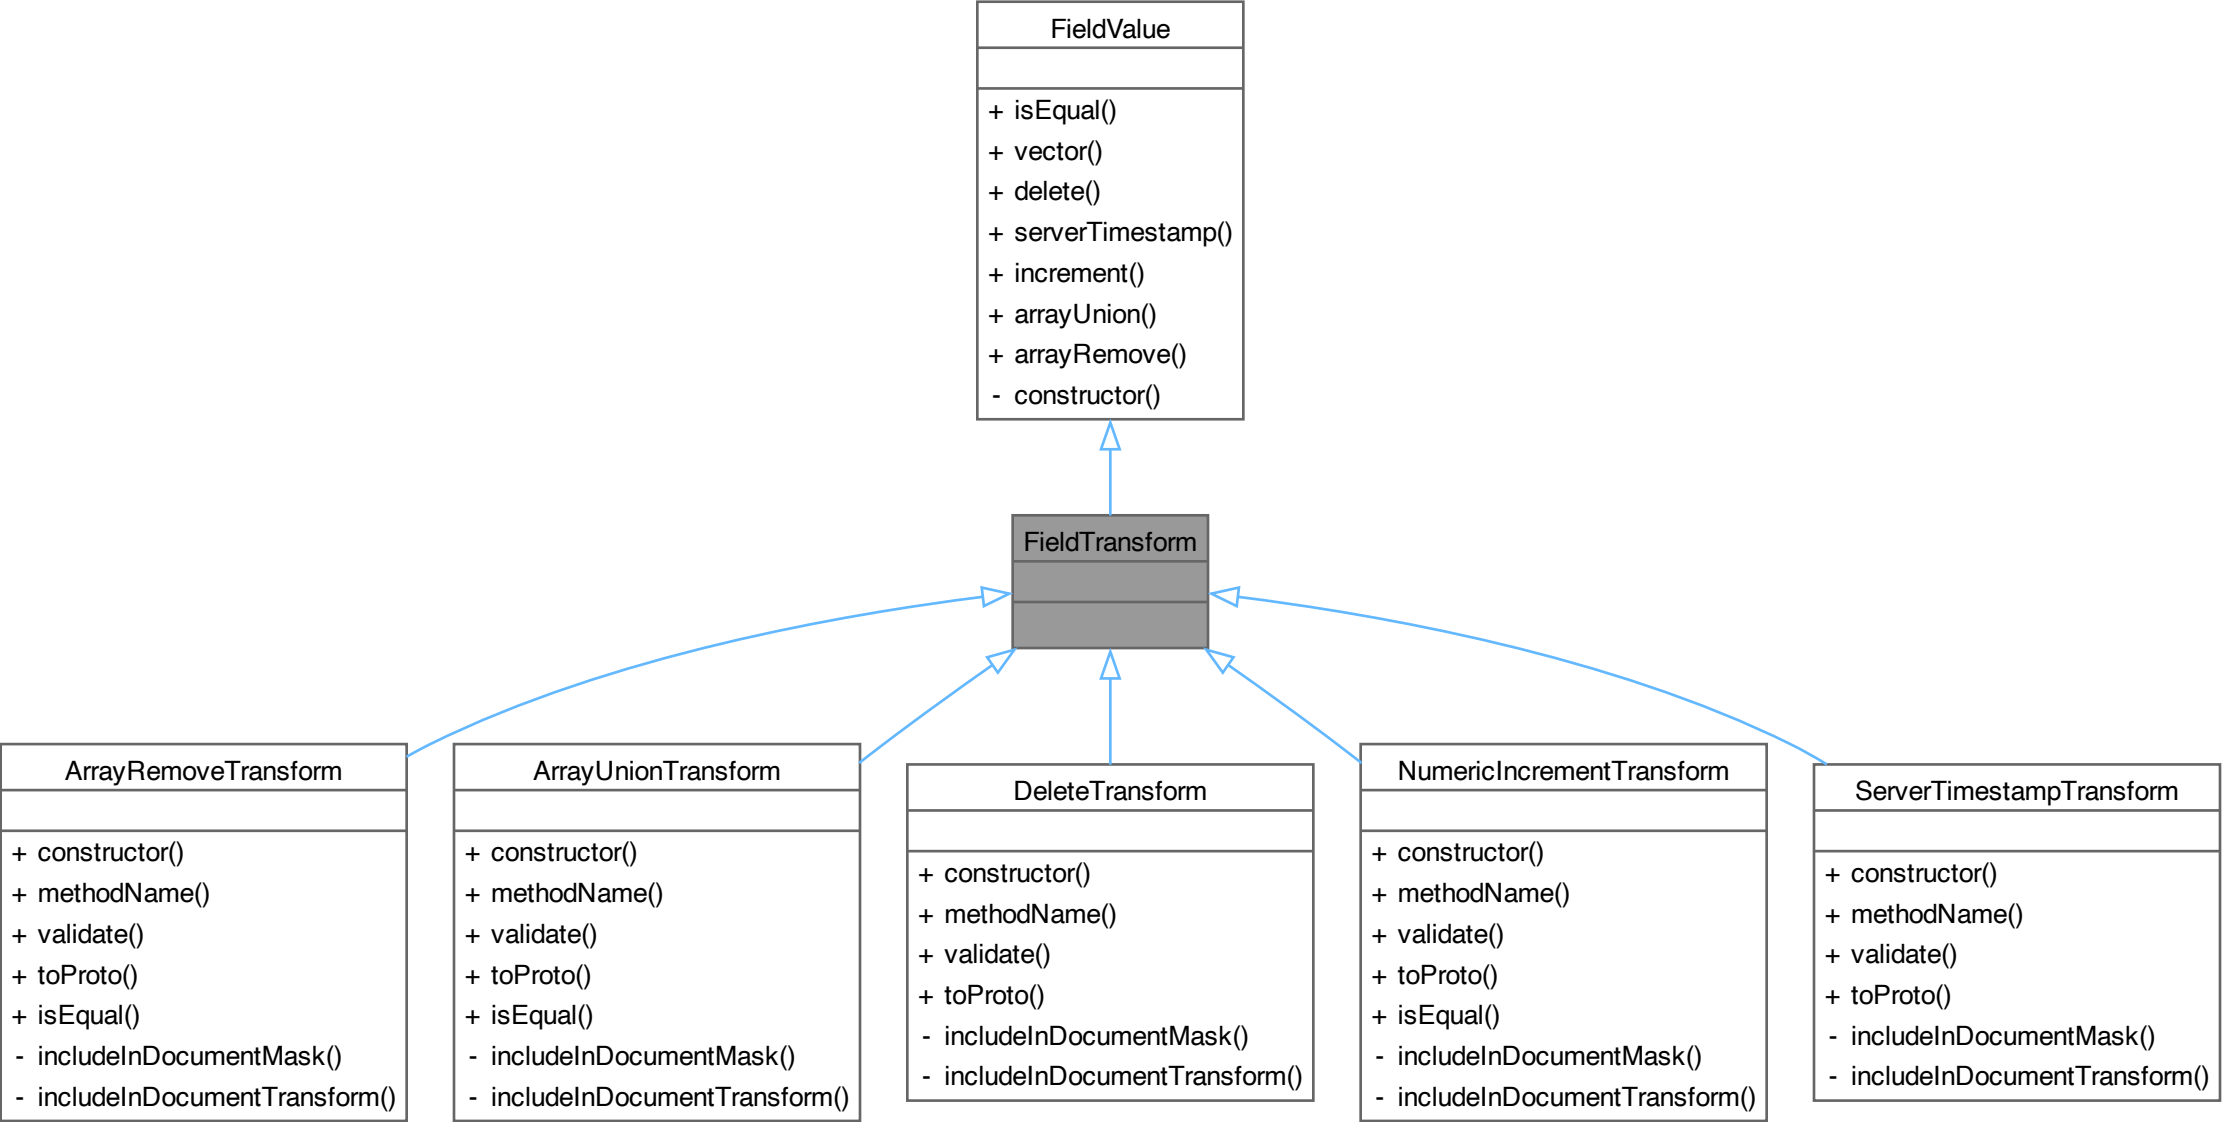 FieldValue
+ isEqual()
+ vector()
+ delete()
+ serverTimestamp()
+ increment()
+ arrayUnion()
+ arrayRemove()
- constructor()
FieldTransform
ArrayRemoveTransform
+ constructor()
+ methodName()
+ validate()
+ toProto()
+ isEqual()
- includeInDocumentMask()
- includeInDocumentTransform()
ArrayUnionTransform
+ constructor()
+ methodName()
+ validate()
+ toProto()
+ isEqual()
- includeInDocumentMask()
- includeInDocumentTransform()
DeleteTransform
+ constructor()
+ methodName()
+ validate()
+ toProto()
- includeInDocumentMask()
- includeInDocumentTransform()
NumericIncrementTransform
+ constructor()
+ methodName()
+ validate()
+ toProto()
+ isEqual()
- includeInDocumentMask()
- includeInDocumentTransform()
ServerTimestampTransform
+ constructor()
+ methodName()
+ validate()
+ toProto()
- includeInDocumentMask()
- includeInDocumentTransform()